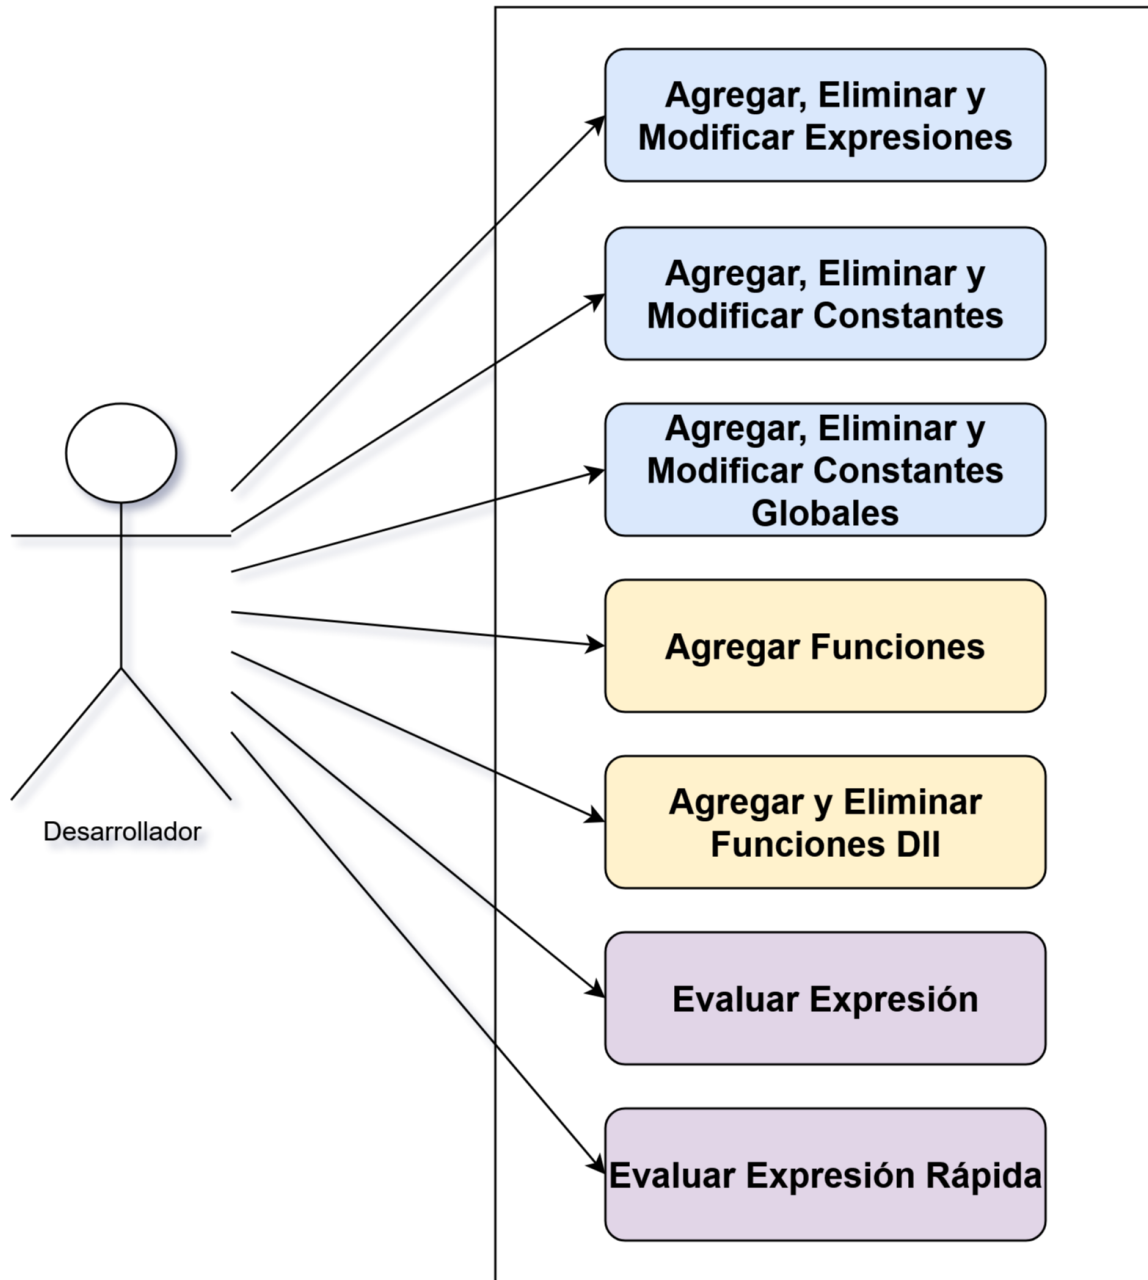 Agregar, Eliminar y
Modificar Expresiones
Agregar, Eliminar y
Modificar Constantes
Agregar, Eliminar y
Modificar Constantes
Globales
Agregar Funciones
Agregar y Eliminar
Funciones Dll
Evaluar Expresión
Evaluar Expresión Rápida
Desarrollador